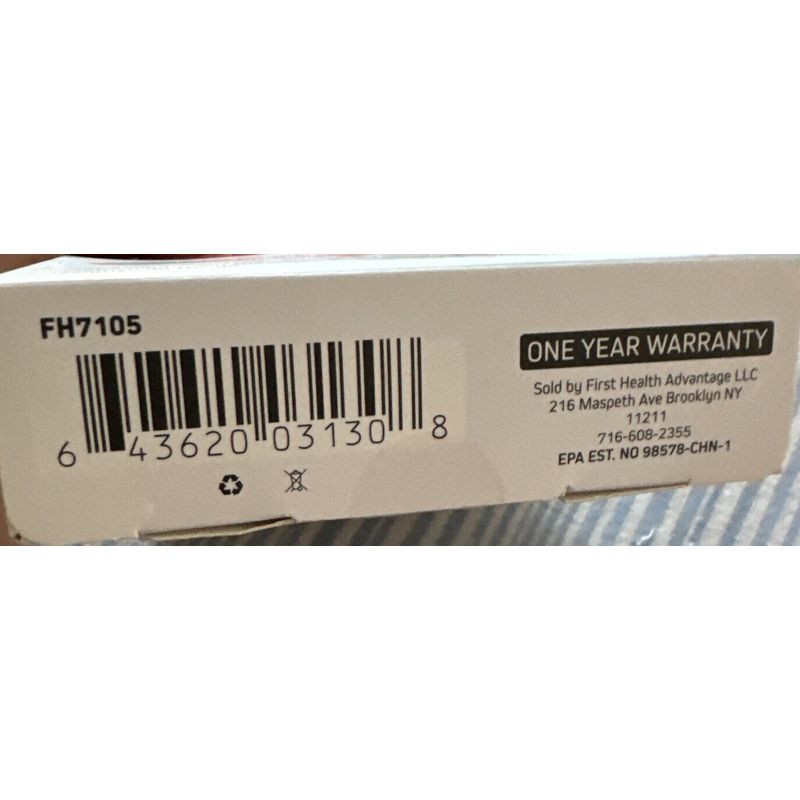 FH7105
6 43620 03130 8
ONE YEAR WARRANTY
Sold by First Health Advantage LLC
216 Maspeth Ave Brooklyn NY
11211
716-608-2355
EPA EST. NO 98578-CHN-1